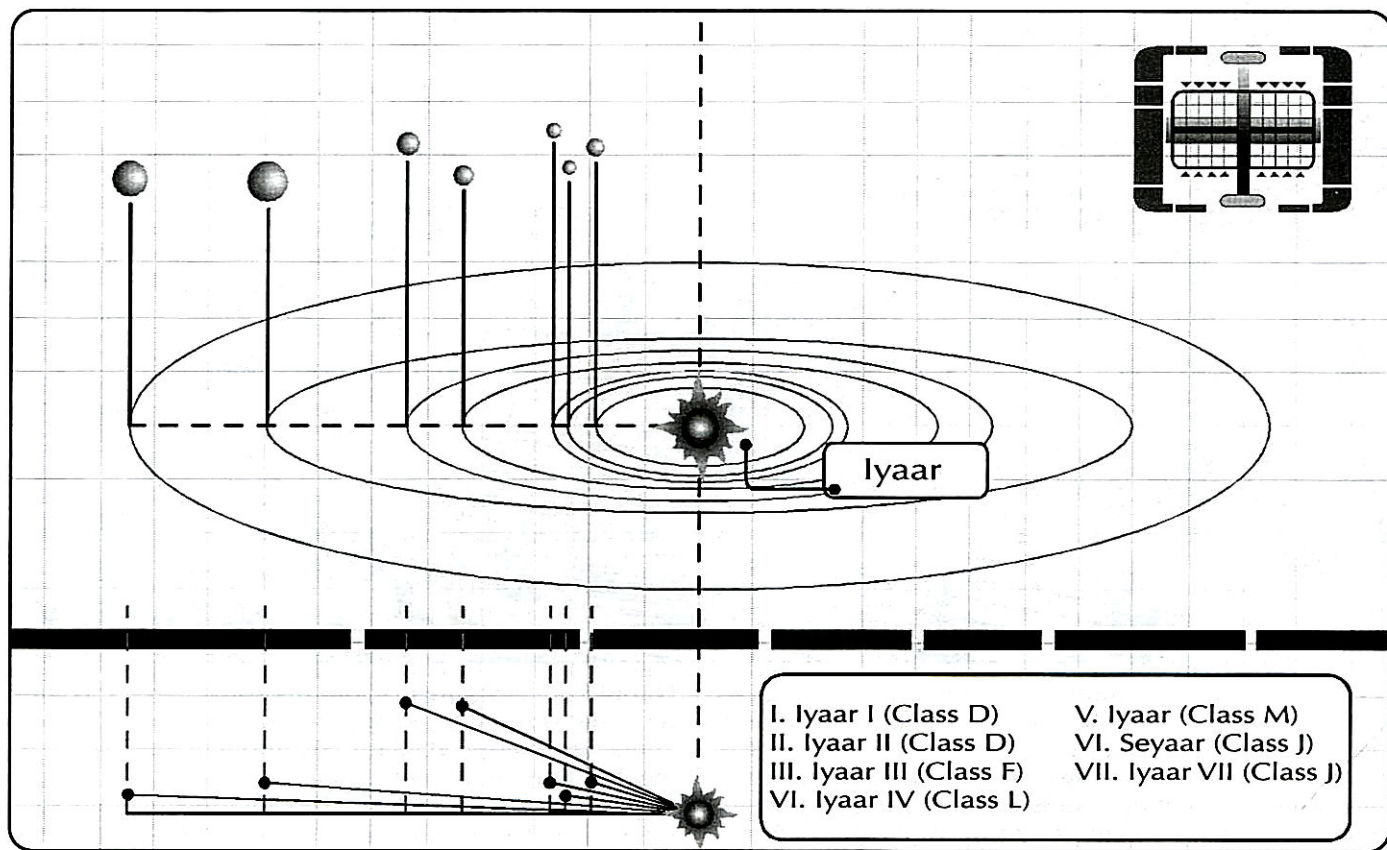 Iyaar
I. Iyaar I (Class D)
II. Iyaar II (Class D)
III. Iyaar III (Class F)
VI. Iyaar IV (Class L)
V. Iyaar (Class M)
VI. Seyaar (Class J)
VII. Iyaar VII (Class J)